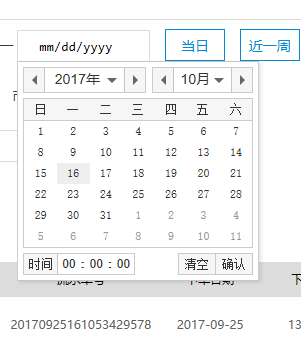 mm/dd/yyyy 当日 近一周
2017年 10月
日 一 二 三 四 五 六
1 2 3 4 5 6 7
8 9 10 11 12 13 14
15 16 17 18 19 20 21
22 23 24 25 26 27 28
29 30 31 1 2 3 4
5 6 7 8 9 10 11
时间 00 : 00 : 00 清空 确认
20170925161053429578 2017-09-25 13